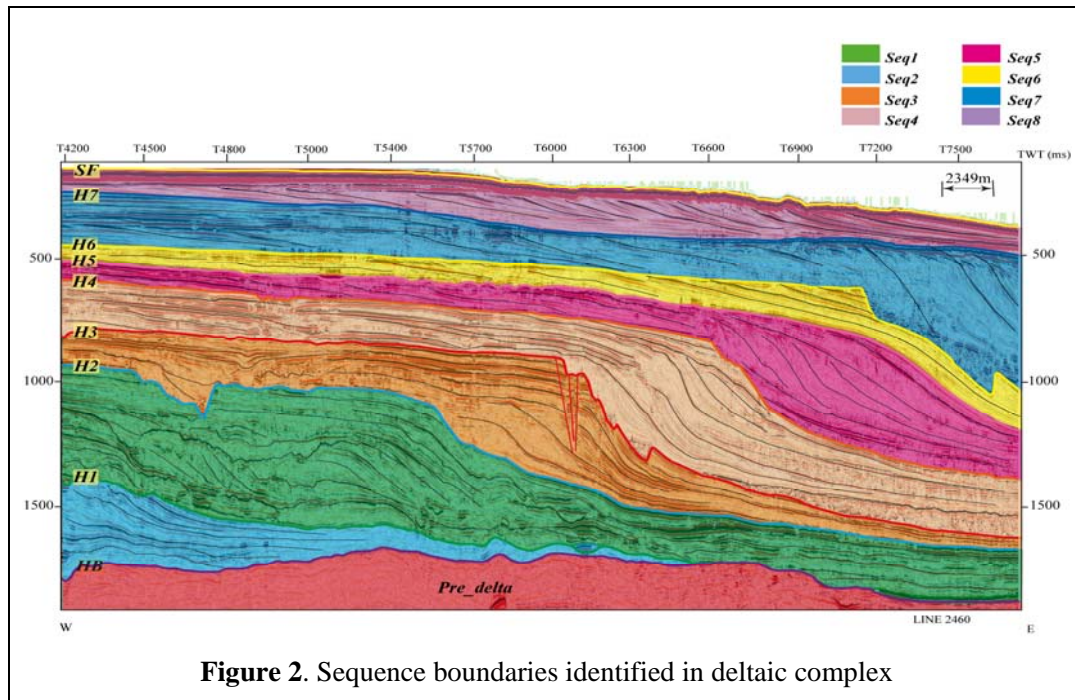 Seq1 Seq5
Seq2 Seq6
Seq3 Seq7
Seq4 Seq8
T4200 T4500 T4800 T5000 T5400 T5700 T6000 T6300 T6600 T6900 T7200 T7500 TWT (ms)
SF
2349m
H7
H6
500 500
H5
H4
H3
H2
1000 1000
H1
1500 1500
HB
Pre_delta
LINE 2460
W E
Figure 2. Sequence boundaries identified in deltaic complex